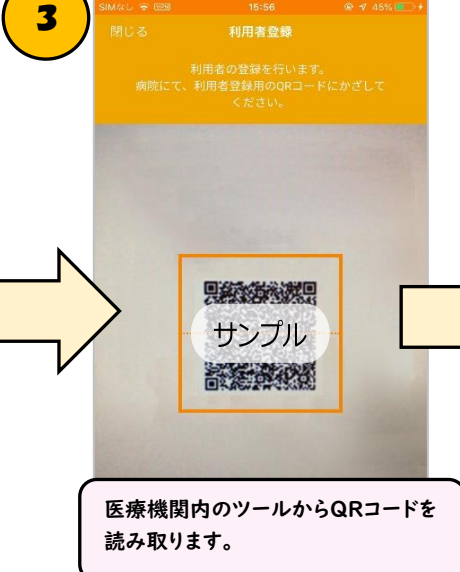 3
SIMなし VPN 15:56 45%
閉じる 利用者登録
利用者の登録を行います。
病院にて、利用者登録用のQRコードにかざして
ください。
サンプル
医療機関内のツールからQRコードを
読み取ります。